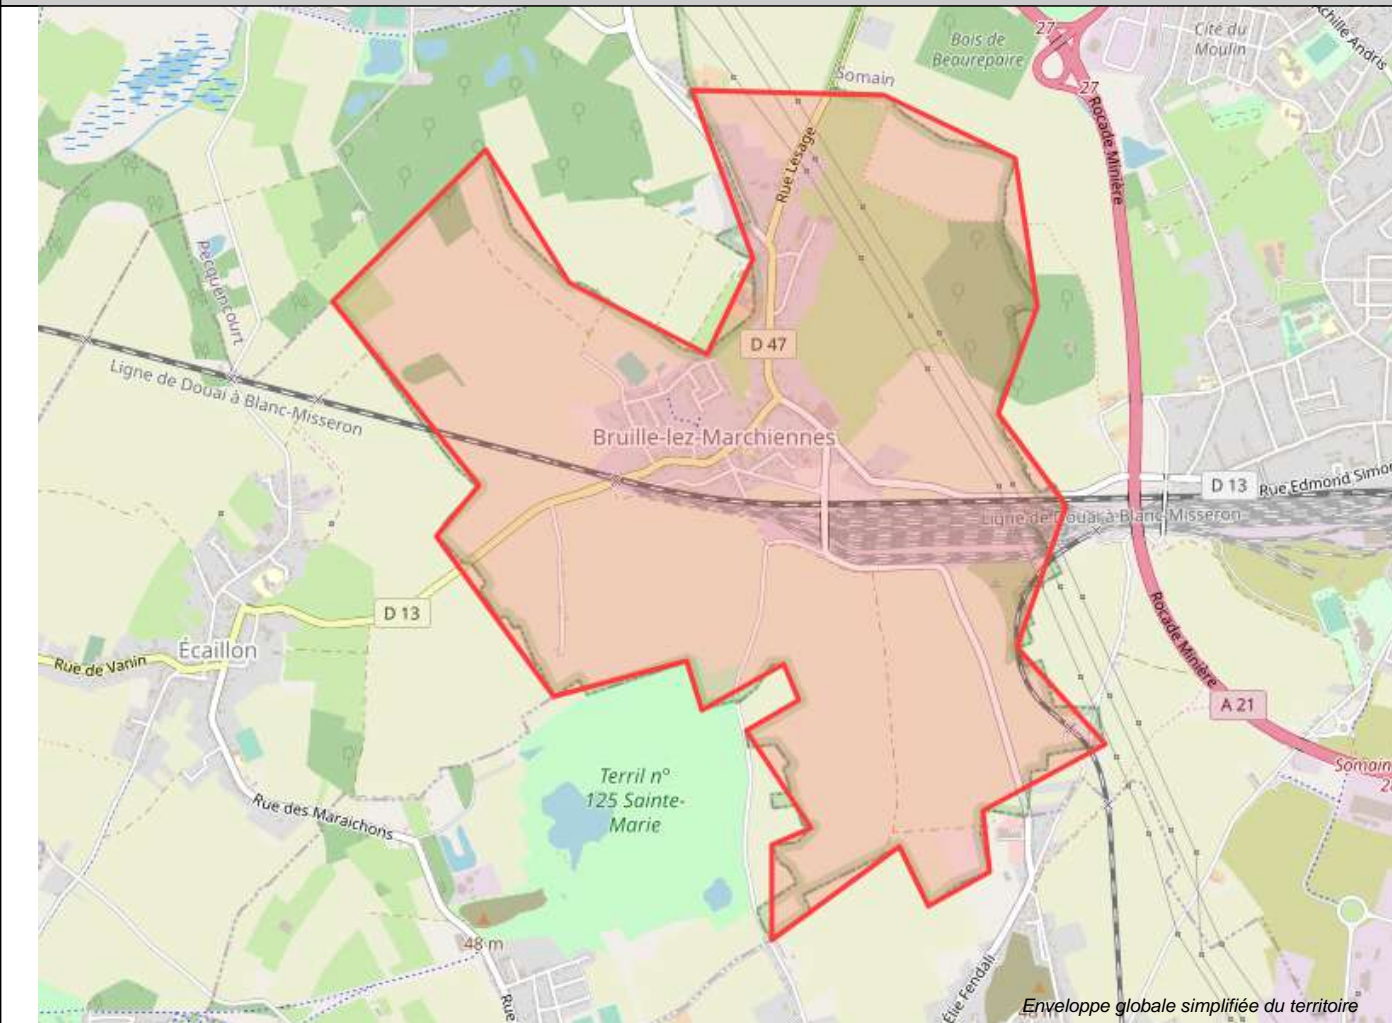 27
Cité du
Moulin
Achille Andris
Bois de
Beaurepaire
Somain
27
Rocade Minière
Rue Lesage
Pecquencourt
D 47
Ligne de Douai à Blanc-Misseron
Bruille-lez-Marchiennes
D 13
Rue Edmond Simo
Ligne de Douai à Blanc-Misseron
D 13
Rocade Minière
Écaillon
Rue de Vanin
A 21
Somain
2
Terril n°
125 Sainte-
Marie
Rue des Maraichons
48 m
Rue
Élie Fendali
Enveloppe globale simplifiée du territoire